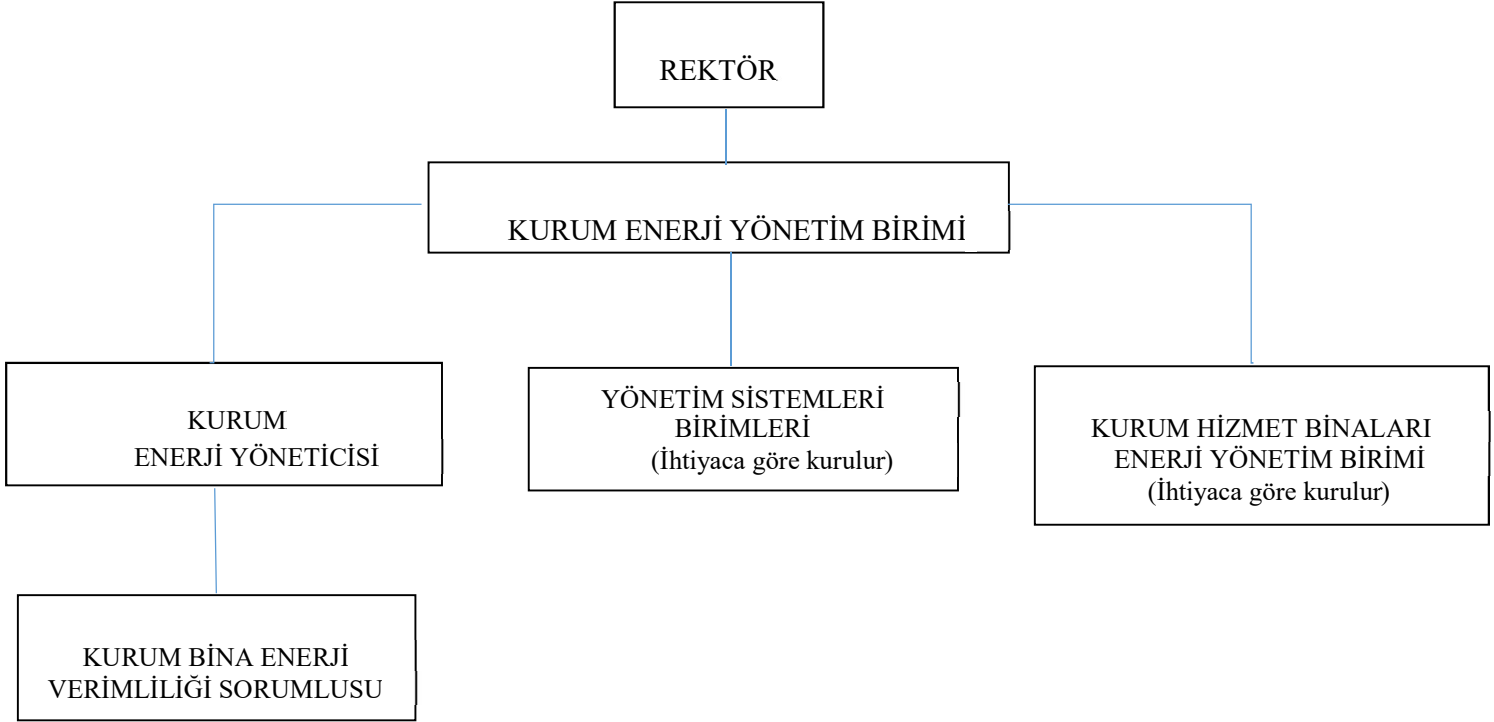 REKTÖR
KURUM ENERJİ YÖNETİM BİRİMİ
KURUM
ENERJİ YÖNETİCİSİ
YÖNETİM SİSTEMLERİ
BİRİMLERİ
(İhtiyaca göre kurulur)
KURUM HİZMET BİNALARI
ENERJİ YÖNETİM BİRİMİ
(İhtiyaca göre kurulur)
KURUM BİNA ENERJİ
VERİMLİLİĞİ SORUMLUSU